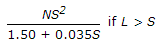 NS²
1.50 + 0.035S if L > S